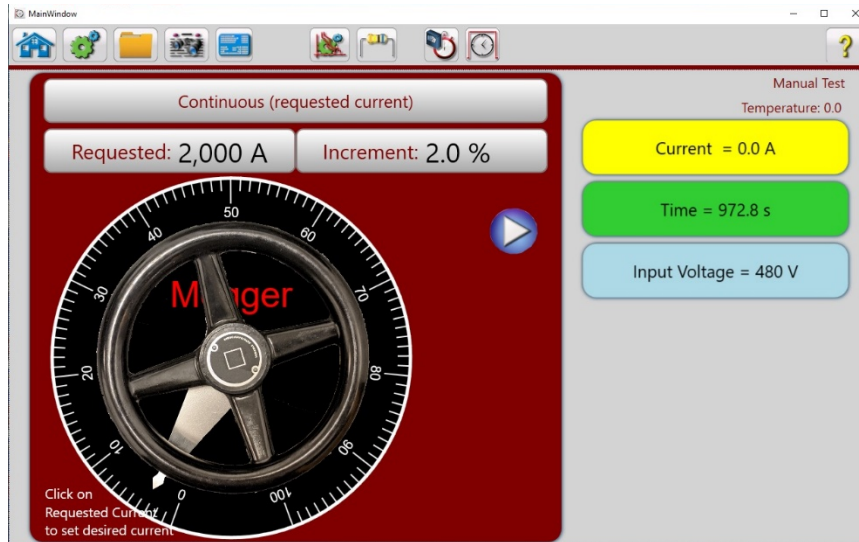 MainWindow
?
Manual Test
Temperature: 0.0
Continuous (requested current)
Requested: 2,000 A
Increment: 2.0 %
Current = 0.0 A
Time = 972.8 s
Input Voltage = 480 V
Megger
0
10
20
30
40
50
60
70
80
90
100
Click on
Requested Current
to set desired current